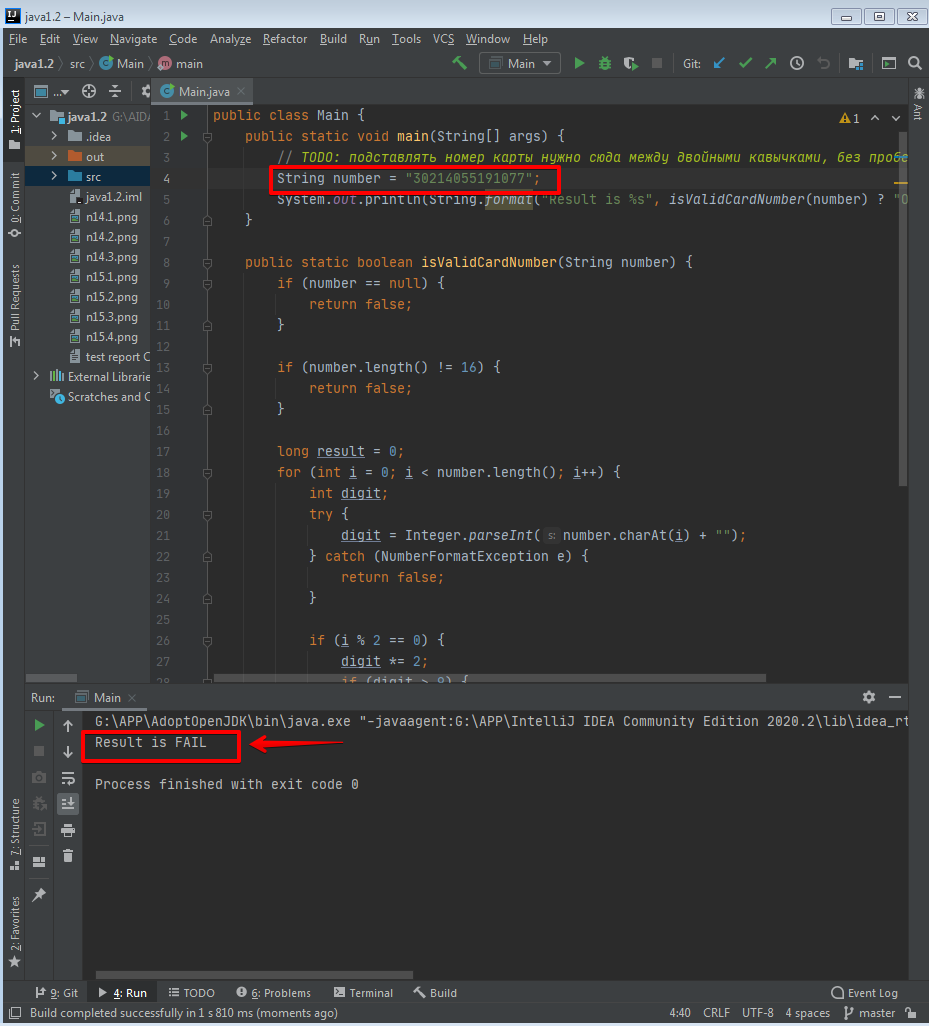 java1.2 – Main.java
File Edit View Navigate Code Analyze Refactor Build Run Tools VCS Window Help
java1.2 src Main main Main Git:
1: Project
0: Commit
Pull Requests
7: Structure
2: Favorites
Ant
java1.2 G:\AIDA
.idea
out
src
java1.2.iml
n14.1.png
n14.2.png
n14.3.png
n15.1.png
n15.2.png
n15.3.png
n15.4.png
test report
External Librarie
Scratches and C
Main.java
1
1 public class Main {
2 public static void main(String[] args) {
3 // TODO: подставлять номер карты нужно сюда между двойными кавычками, без пробе
4 String number = "30214055191077";
5 System.out.println(String.format("Result is %s", isValidCardNumber(number) ? "O
6 }
7
8 public static boolean isValidCardNumber(String number) {
9 if (number == null) {
10 return false;
11 }
12
13 if (number.length() != 16) {
14 return false;
15 }
16
17 long result = 0;
18 for (int i = 0; i < number.length(); i++) {
19 int digit;
20 try {
21 digit = Integer.parseInt( s: number.charAt(i) + "");
22 } catch (NumberFormatException e) {
23 return false;
24 }
25
26 if (i % 2 == 0) {
27 digit *= 2;
28 if (digit > 9) {
Run: Main
G:\APP\AdoptOpenJDK\bin\java.exe "-javaagent:G:\APP\IntelliJ IDEA Community Edition 2020.2\lib\idea_rt
Result is FAIL
Process finished with exit code 0
9: Git 4: Run TODO 6: Problems Terminal Build Event Log
Build completed successfully in 1 s 810 ms (moments ago) 4:40 CRLF UTF-8 4 spaces master